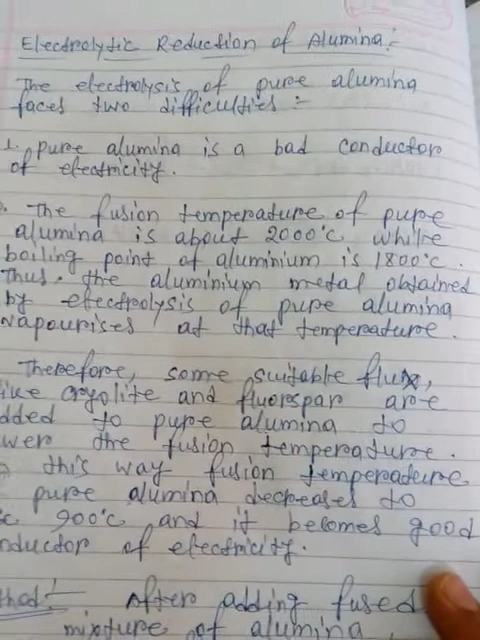 Electrolytic Reduction of Alumina:-
The electrolysis of pure alumina
faces two difficulties :-
1. pure alumina is a bad conductor
of electricity.
. The fusion temperature of pure
alumina is about 2000°C. while
boiling point of aluminium is 1800°C.
Thus. the aluminium metal obtained
by electrolysis of pure alumina
vapourises at that temperature.
Therefore, some suitable flux,
like cryolite and fluorspar are
dded to pure alumina to
wer the fusion temperature.
this way fusion temperature
pure alumina decreases to
900°C and it becomes good
nductor of electricity.
thod:- After adding fused
mixture of alumina